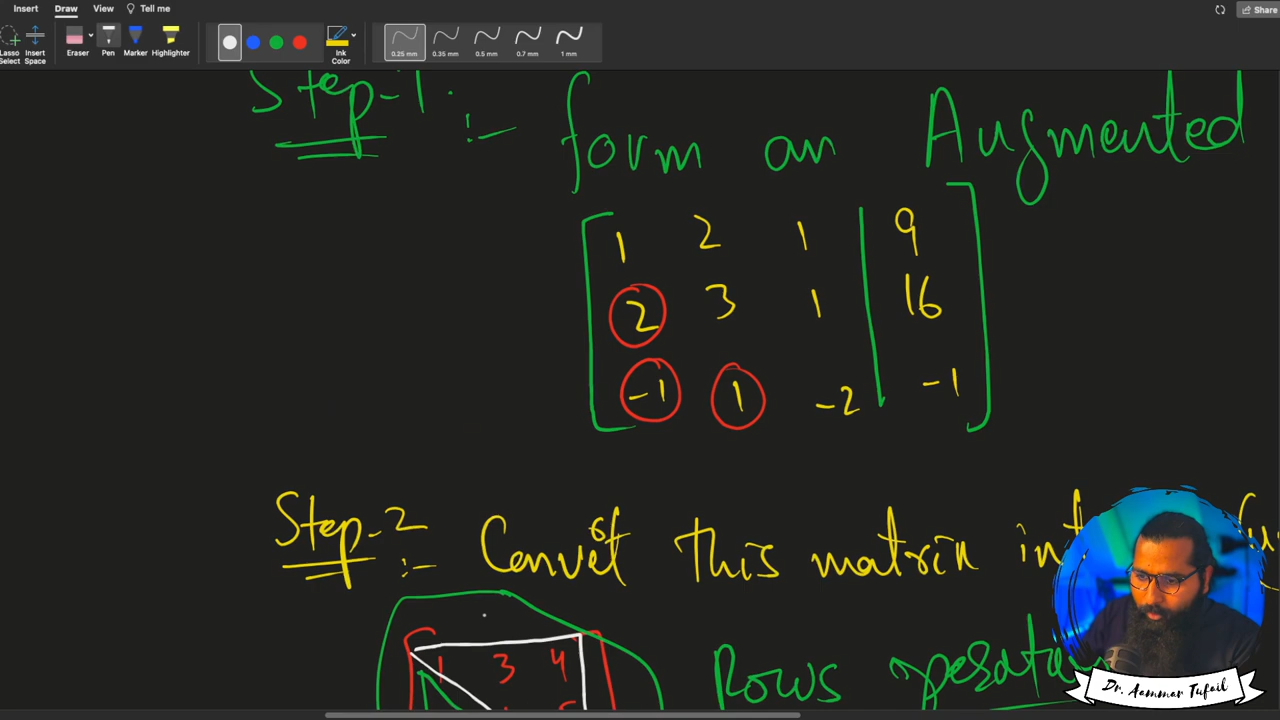 Insert Draw View Tell me
Share
Lasso Select
Insert Space
Eraser
Pen
Marker
Highlighter
Ink Color
0.25 mm 0.35 mm 0.5 mm 0.7 mm 1 mm
Step-1 :- form an Augmented
1 2 1 9
2 3 1 16
-1 1 -2 -1
Step-2 :- Convert this matrix
1 3 4
Rows operation
Dr. Aammar Tufail